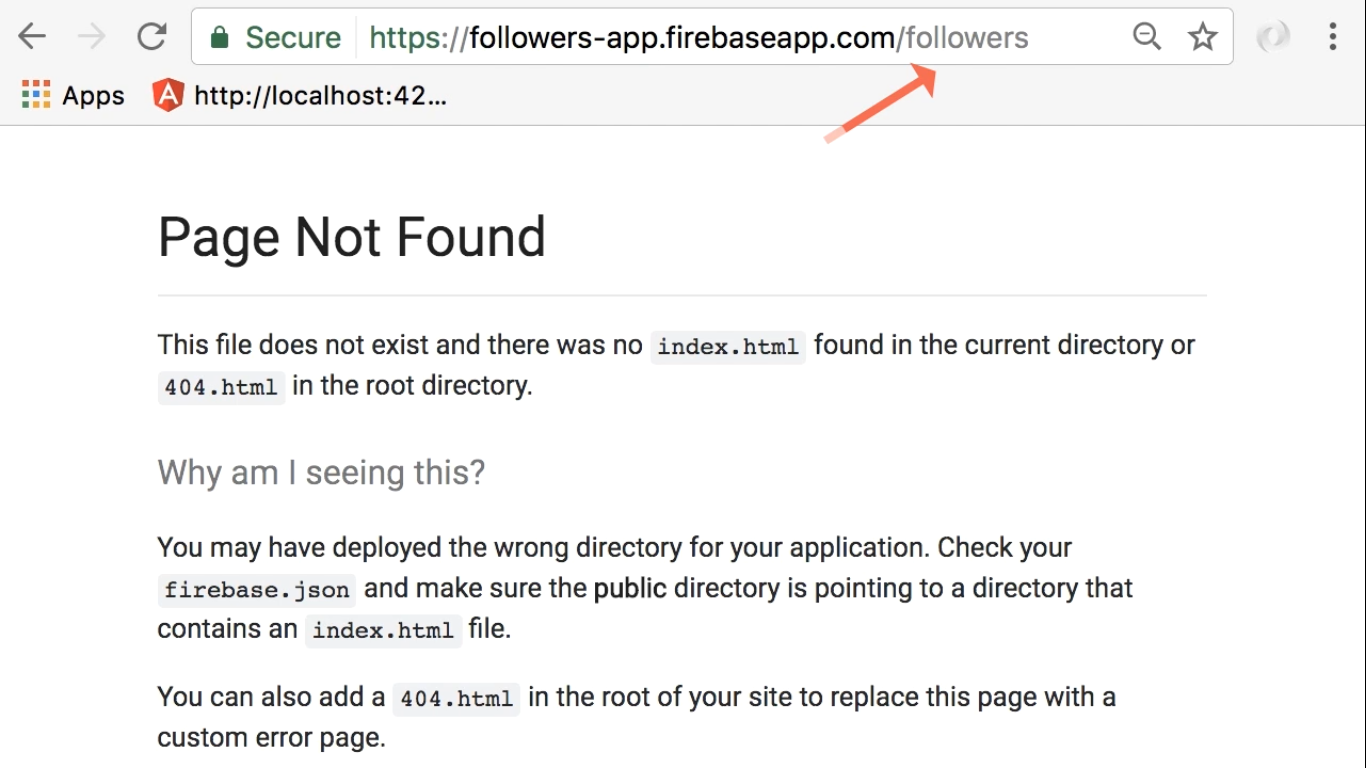 Secure https://followers-app.firebaseapp.com/followers
Apps http://localhost:42...
Page Not Found
This file does not exist and there was no index.html found in the current directory or
404.html in the root directory.
Why am I seeing this?
You may have deployed the wrong directory for your application. Check your
firebase.json and make sure the public directory is pointing to a directory that
contains an index.html file.
You can also add a 404.html in the root of your site to replace this page with a
custom error page.